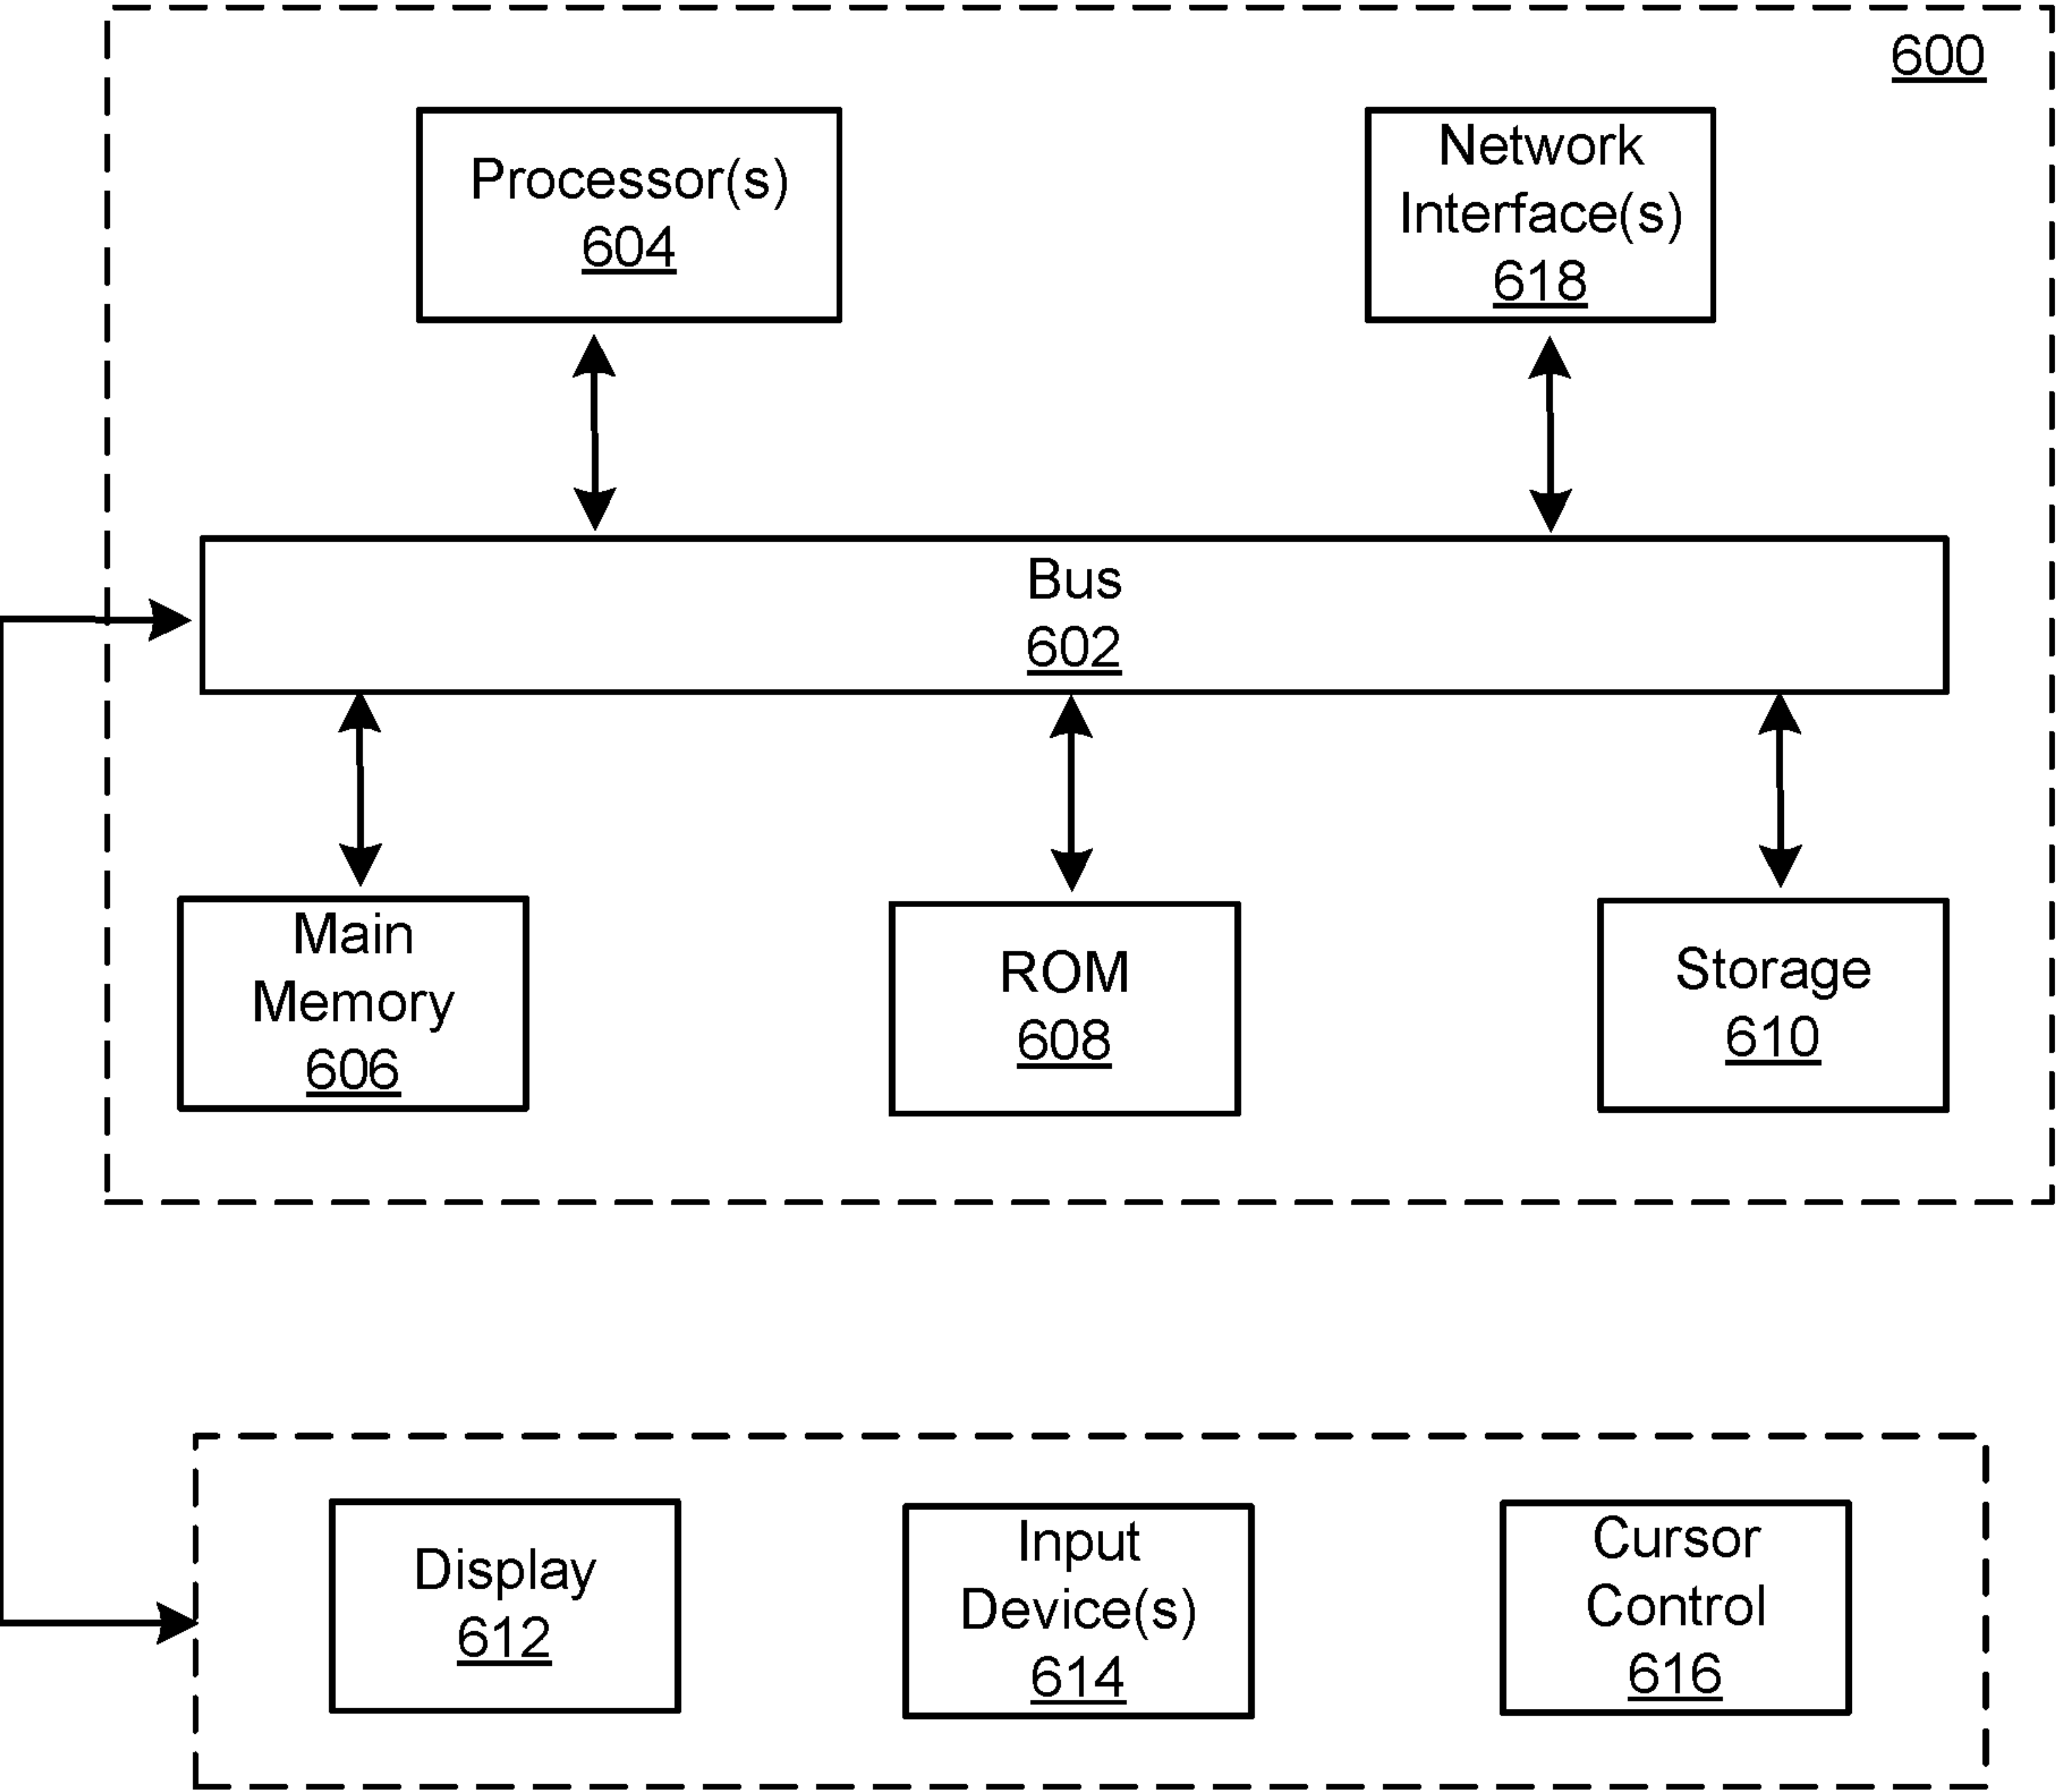 600
Processor(s)
604
Network
Interface(s)
618
Bus
602
Main
Memory
606
ROM
608
Storage
610
Display
612
Input
Device(s)
614
Cursor
Control
616